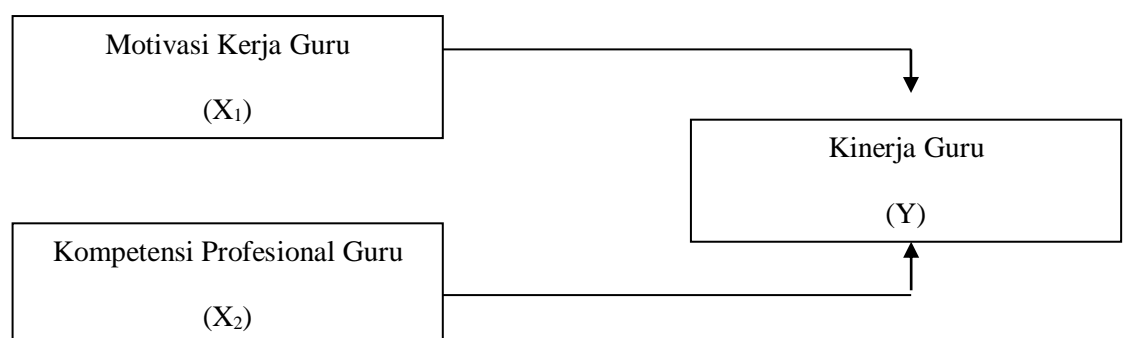 Motivasi Kerja Guru
(X₁)
Kinerja Guru
(Y)
Kompetensi Profesional Guru
(X₂)